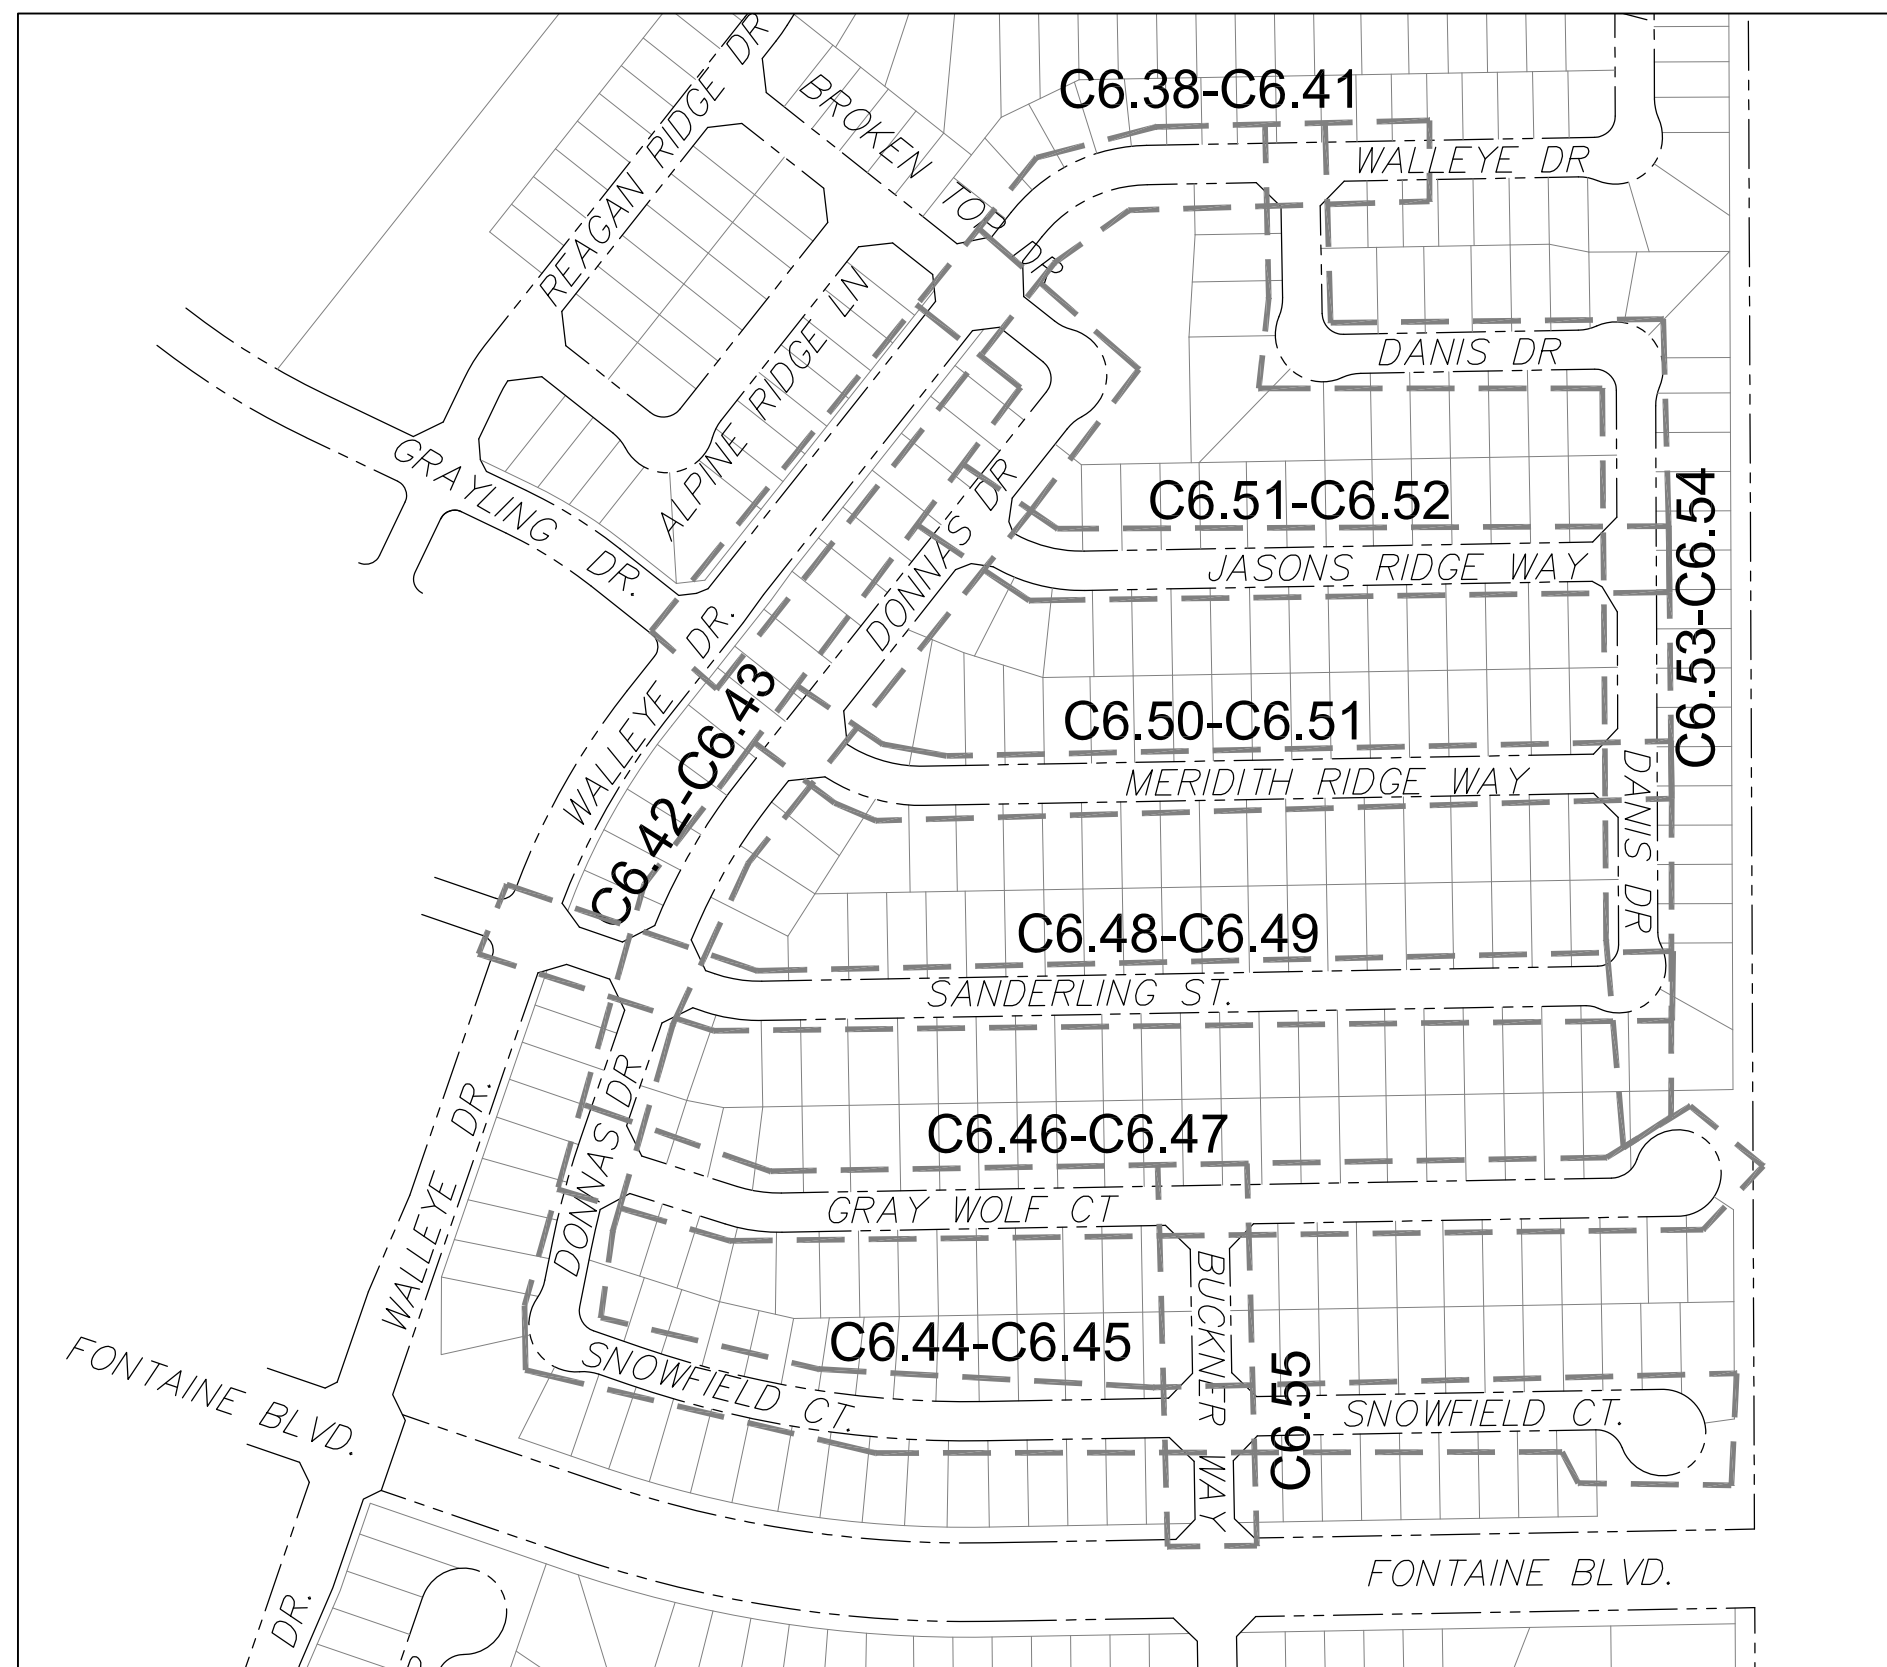 REAGAN RIDGE DR
BROKEN TOP DR
C6.38-C6.41
WALLEYE DR
DANIS DR
ALPINE RIDGE LN
GRAYLING DR.
C6.51-C6.52
JASONS RIDGE WAY
C6.53-C6.54
DONNAS DR
WALLEYE DR.
C6.42-C6.43
C6.50-C6.51
MERIDITH RIDGE WAY
DANIS DR
C6.48-C6.49
SANDERLING ST.
DONNAS DR
WALLEYE DR.
C6.46-C6.47
GRAY WOLF CT
BUCKNER WAY
C6.44-C6.45
C6.55
SNOWFIELD CT.
SNOWFIELD CT.
FONTAINE BLVD.
FONTAINE BLVD.
DR.